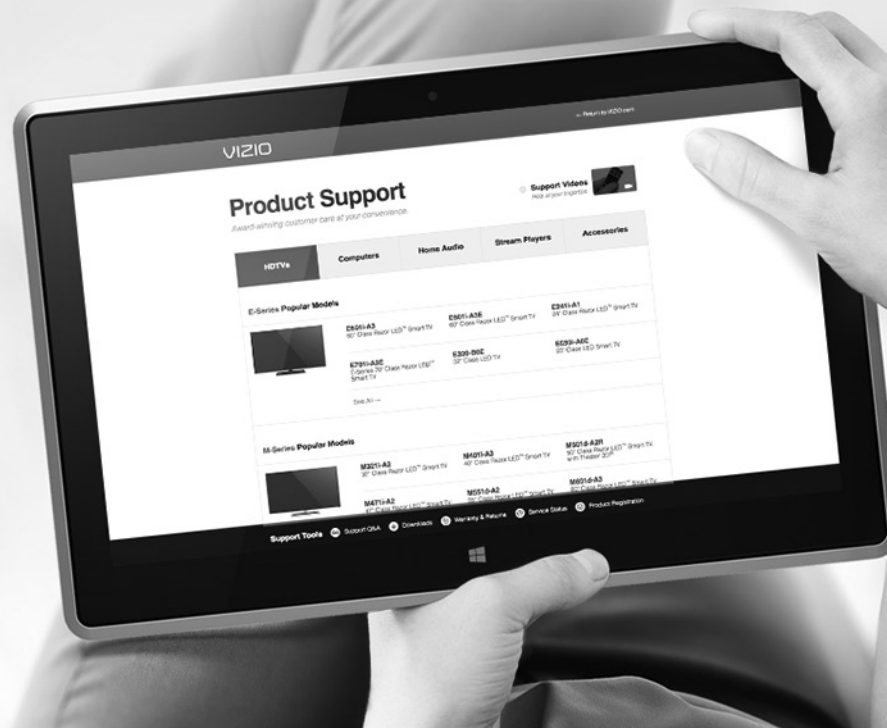 ← Return to VIZIO.com
VIZIO
Product Support
Award-winning customer care at your convenience.
Support Videos
Help at your fingertips
HDTVs
Computers
Home Audio
Stream Players
Accessories
E-Series Popular Models
E601i-A3
60" Class Razor LED™ Smart TV
E601i-A3E
60" Class Razor LED™ Smart TV
E241i-A1
24" Class Razor LED™ Smart TV
E701i-A3E
E-Series 70" Class Razor LED™
Smart TV
E320-B0E
32" Class LED TV
See All →
M-Series Popular Models
M321i-A2
32" Class Razor LED™ Smart TV
M401i-A3
40" Class Razor LED™ Smart TV
M501d-A2R
50" Class Razor LED™ Smart TV
with Theater 3D®
M471i-A2
47" Class Razor LED™ Smart TV
M551d-A2
M601d-A3
Support Tools
Support Q&A
Downloads
Warranty & Returns
Service Status
Product Registration